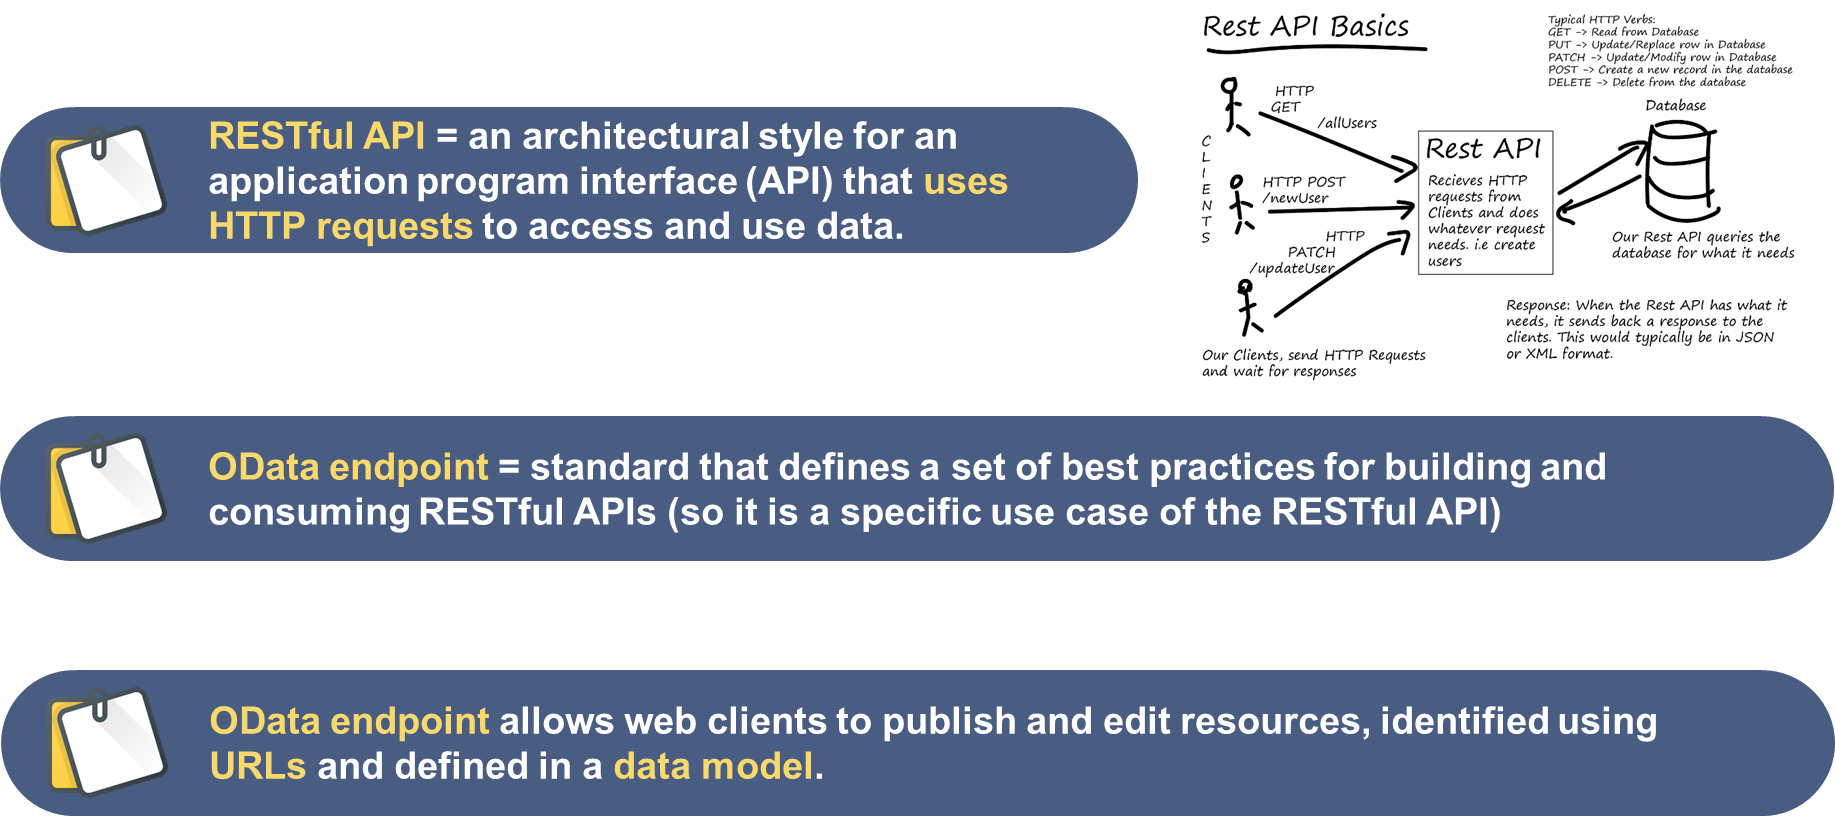 Rest API Basics
Typical HTTP Verbs:
GET -> Read from Database
PUT -> Update/Replace row in Database
PATCH -> Update/Modify row in Database
POST -> Create a new record in the database
DELETE -> Delete from the database
RESTful API = an architectural style for an
application program interface (API) that uses
HTTP requests to access and use data.
CLIENTS
HTTP
GET
/allUsers
HTTP POST
/newUser
HTTP
PATCH
/updateUser
Our Clients, send HTTP Requests
and wait for responses
Rest API
Recieves HTTP
requests from
Clients and does
whatever request
needs. i.e create
users
Database
Our Rest API queries the
database for what it needs
Response: When the Rest API has what it
needs, it sends back a response to the
clients. This would typically be in JSON
or XML format.
OData endpoint = standard that defines a set of best practices for building and
consuming RESTful APIs (so it is a specific use case of the RESTful API)
OData endpoint allows web clients to publish and edit resources, identified using
URLs and defined in a data model.